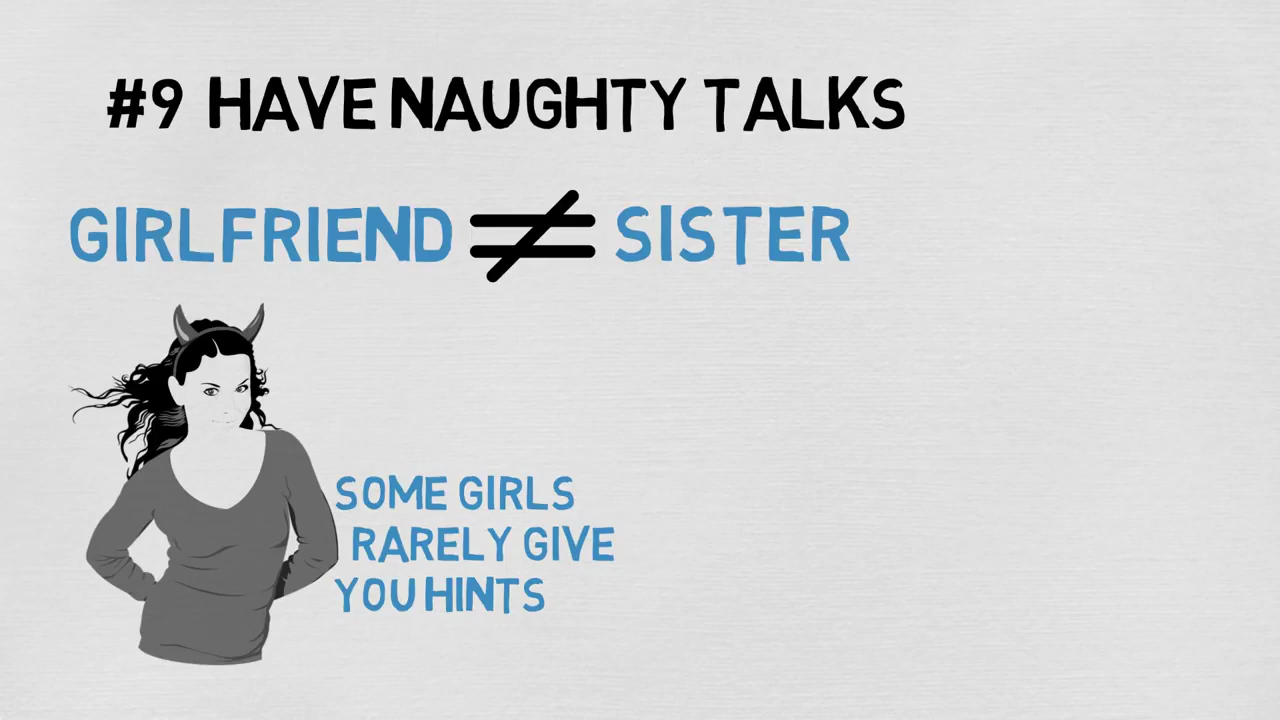 #9 HAVE NAUGHTY TALKS
GIRLFRIEND ≠ SISTER
SOME GIRLS
RARELY GIVE
YOU HINTS